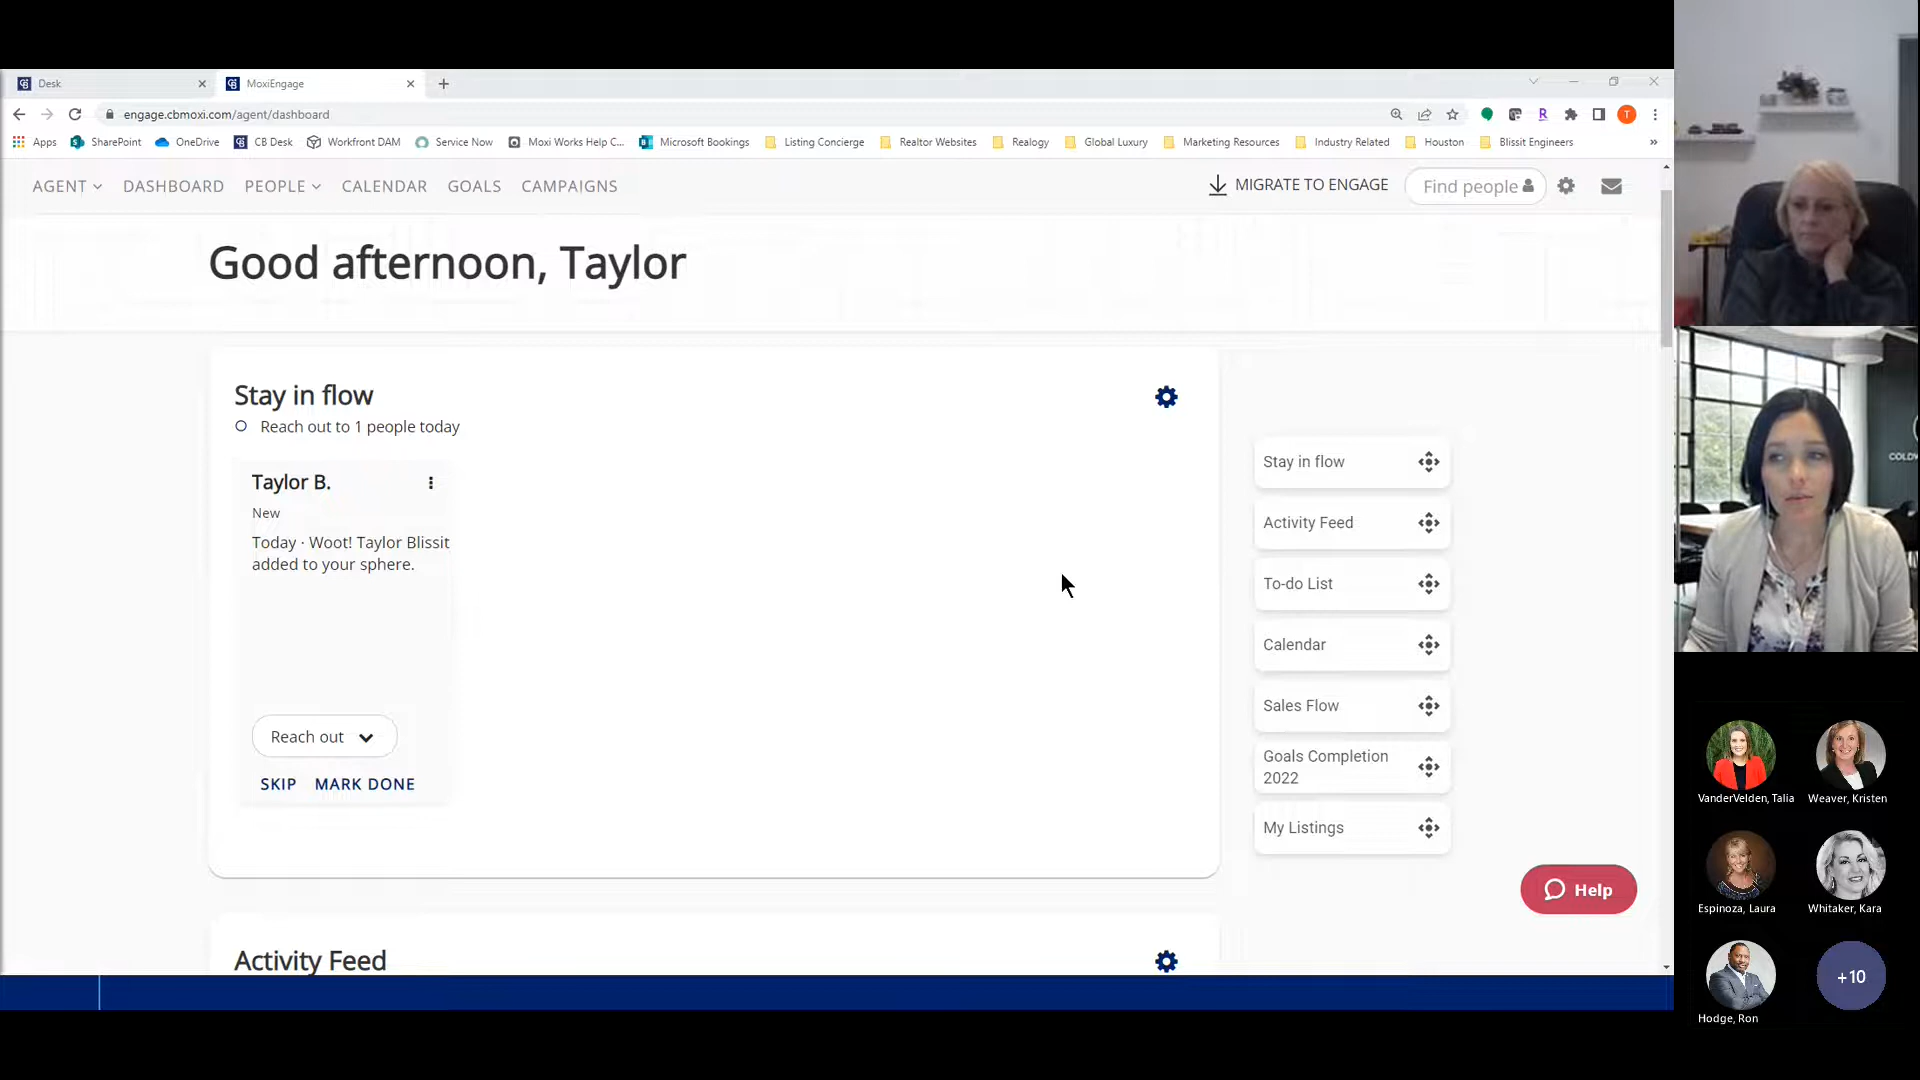 Desk
MoxiEngage
engage.cbmoxi.com/agent/dashboard
Apps SharePoint OneDrive CB Desk Workfront DAM Service Now Moxi Works Help C... Microsoft Bookings Listing Concierge Realtor Websites Realogy Global Luxury Marketing Resources Industry Related Houston Blissit Engineers »
AGENT DASHBOARD PEOPLE CALENDAR GOALS CAMPAIGNS
MIGRATE TO ENGAGE
Find people
Good afternoon, Taylor
Stay in flow
Reach out to 1 people today
Taylor B.
New
Today · Woot! Taylor Blissit
added to your sphere.
Reach out
SKIP MARK DONE
Activity Feed
Stay in flow
Activity Feed
To-do List
Calendar
Sales Flow
Goals Completion
2022
My Listings
Help
COLDW
VanderVelden, Talia
Weaver, Kristen
Espinoza, Laura
Whitaker, Kara
Hodge, Ron
+10